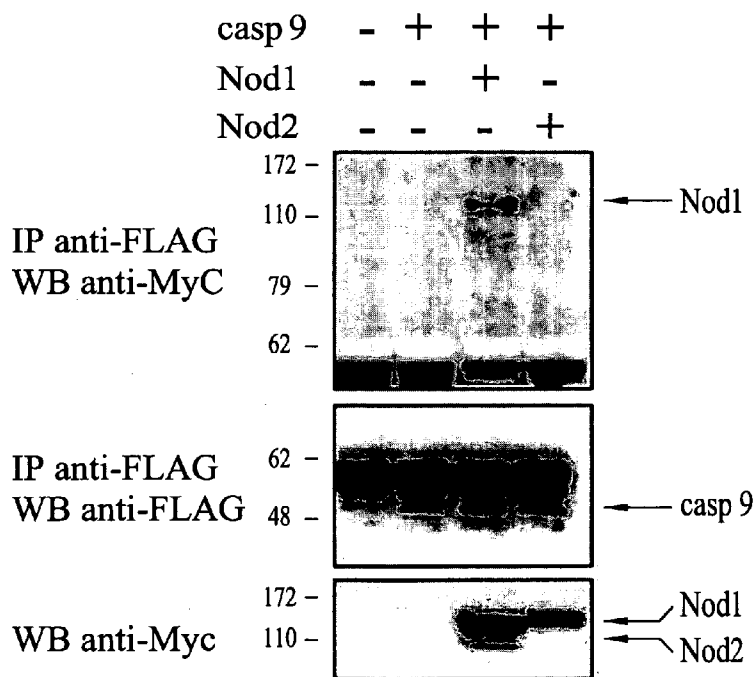 casp 9 - + + +
Nod1 - - + -
Nod2 - - - +
172 -
110 -
79 -
62 -
IP anti-FLAG
WB anti-MyC
Nod1
62 -
48 -
IP anti-FLAG
WB anti-FLAG
casp 9
172 -
110 -
WB anti-Myc
Nod1
Nod2